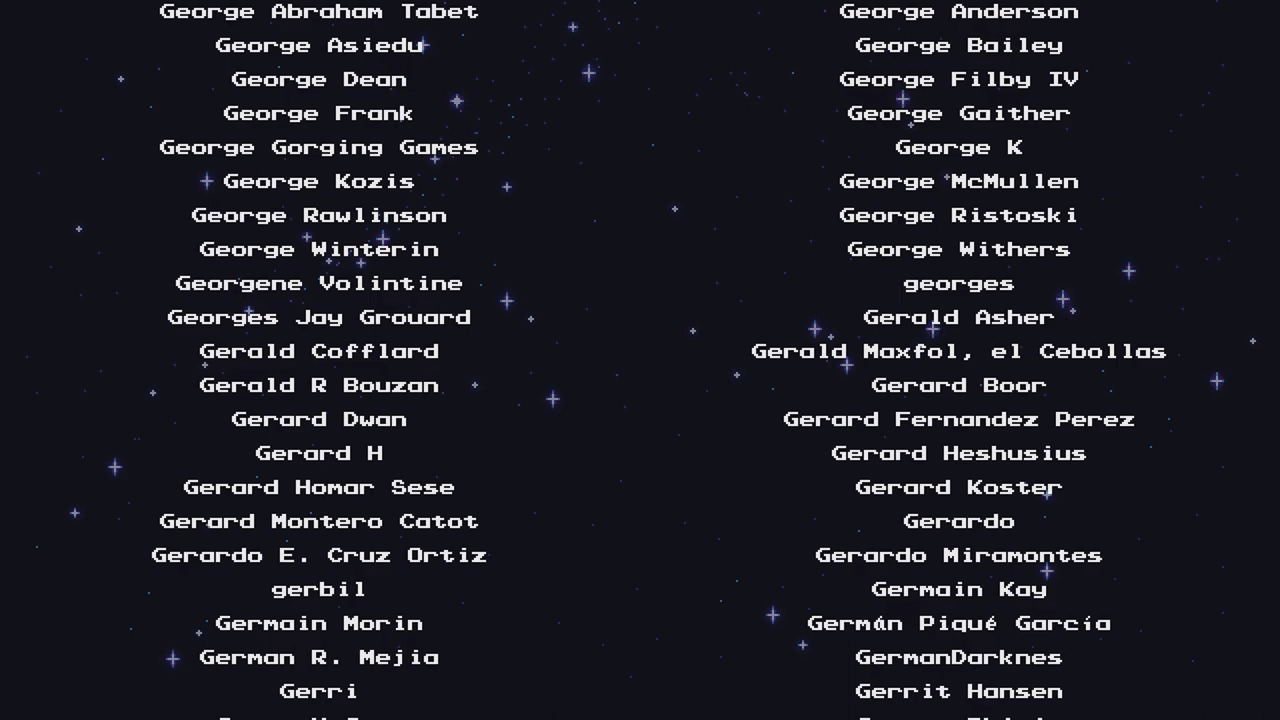 George Abraham Tabet George Anderson
George Asiedu George Bailey
George Dean George Filby IV
George Frank George Gaither
George Gorging Games George K
George Kozis George McMullen
George Rawlinson George Ristoski
George Winterin George Withers
Georgene Volintine georges
Georges Jay Grouard Gerald Asher
Gerald Cofflard Gerald Maxfol, el Cebollas
Gerald R Bouzan Gerard Boor
Gerard Dwan Gerard Fernandez Perez
Gerard H Gerard Heshusius
Gerard Homar Sese Gerard Koster
Gerard Montero Catot Gerardo
Gerardo E. Cruz Ortiz Gerardo Miramontes
gerbil Germain Kay
Germain Morin Germán Piqué García
German R. Mejia GermanDarknes
Gerri Gerrit Hansen